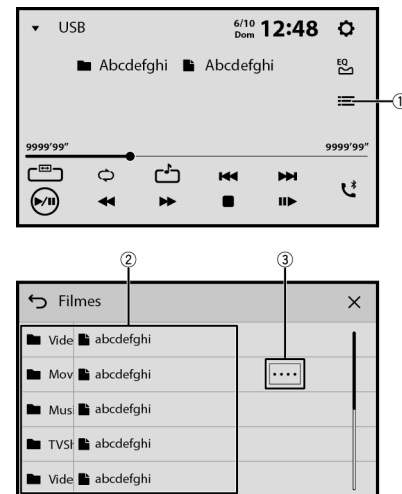 USB 6/10 Dom 12:48
Abcdefghi Abcdefghi
EQ
1
9999'99" 9999'99"
2 3
Filmes
Vide abcdefghi
Mov abcdefghi
Mus abcdefghi
TVSh abcdefghi
Vide abcdefghi